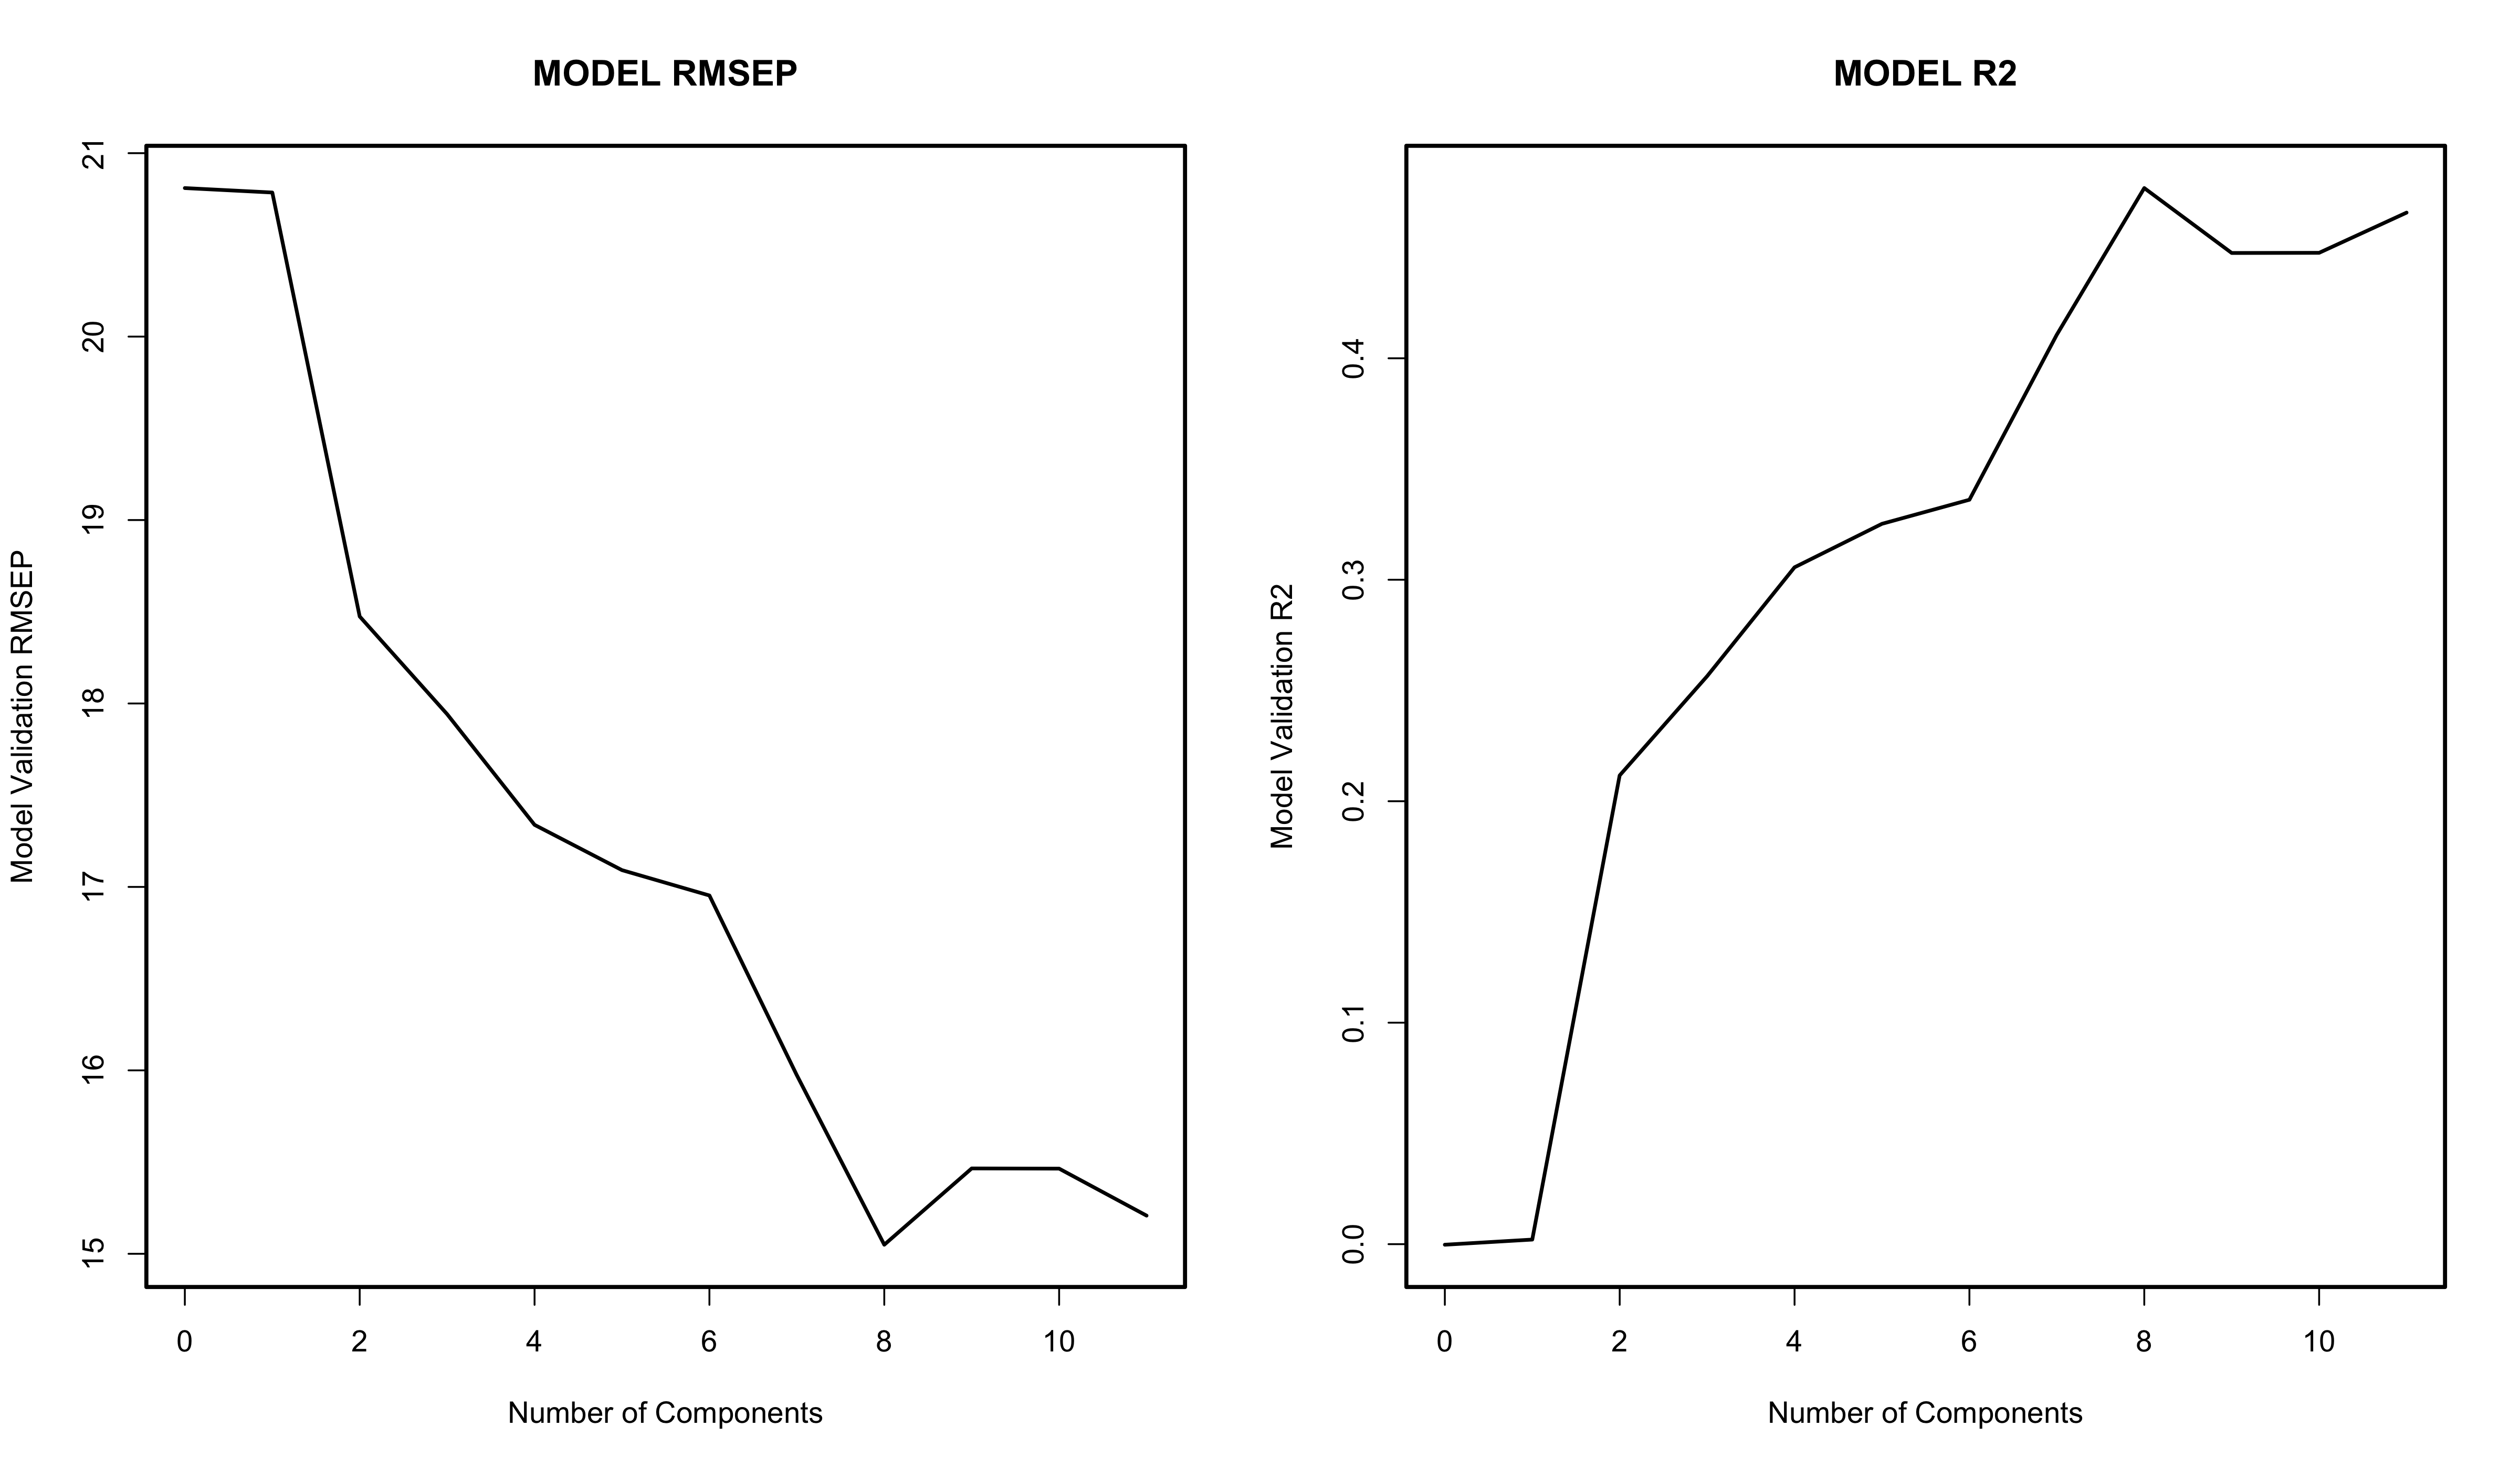 MODEL RMSEP
Model Validation RMSEP
21
20
19
18
17
16
15
0 2 4 6 8 10
Number of Components
MODEL R2
Model Validation R2
0.4
0.3
0.2
0.1
0.0
0 2 4 6 8 10
Number of Components